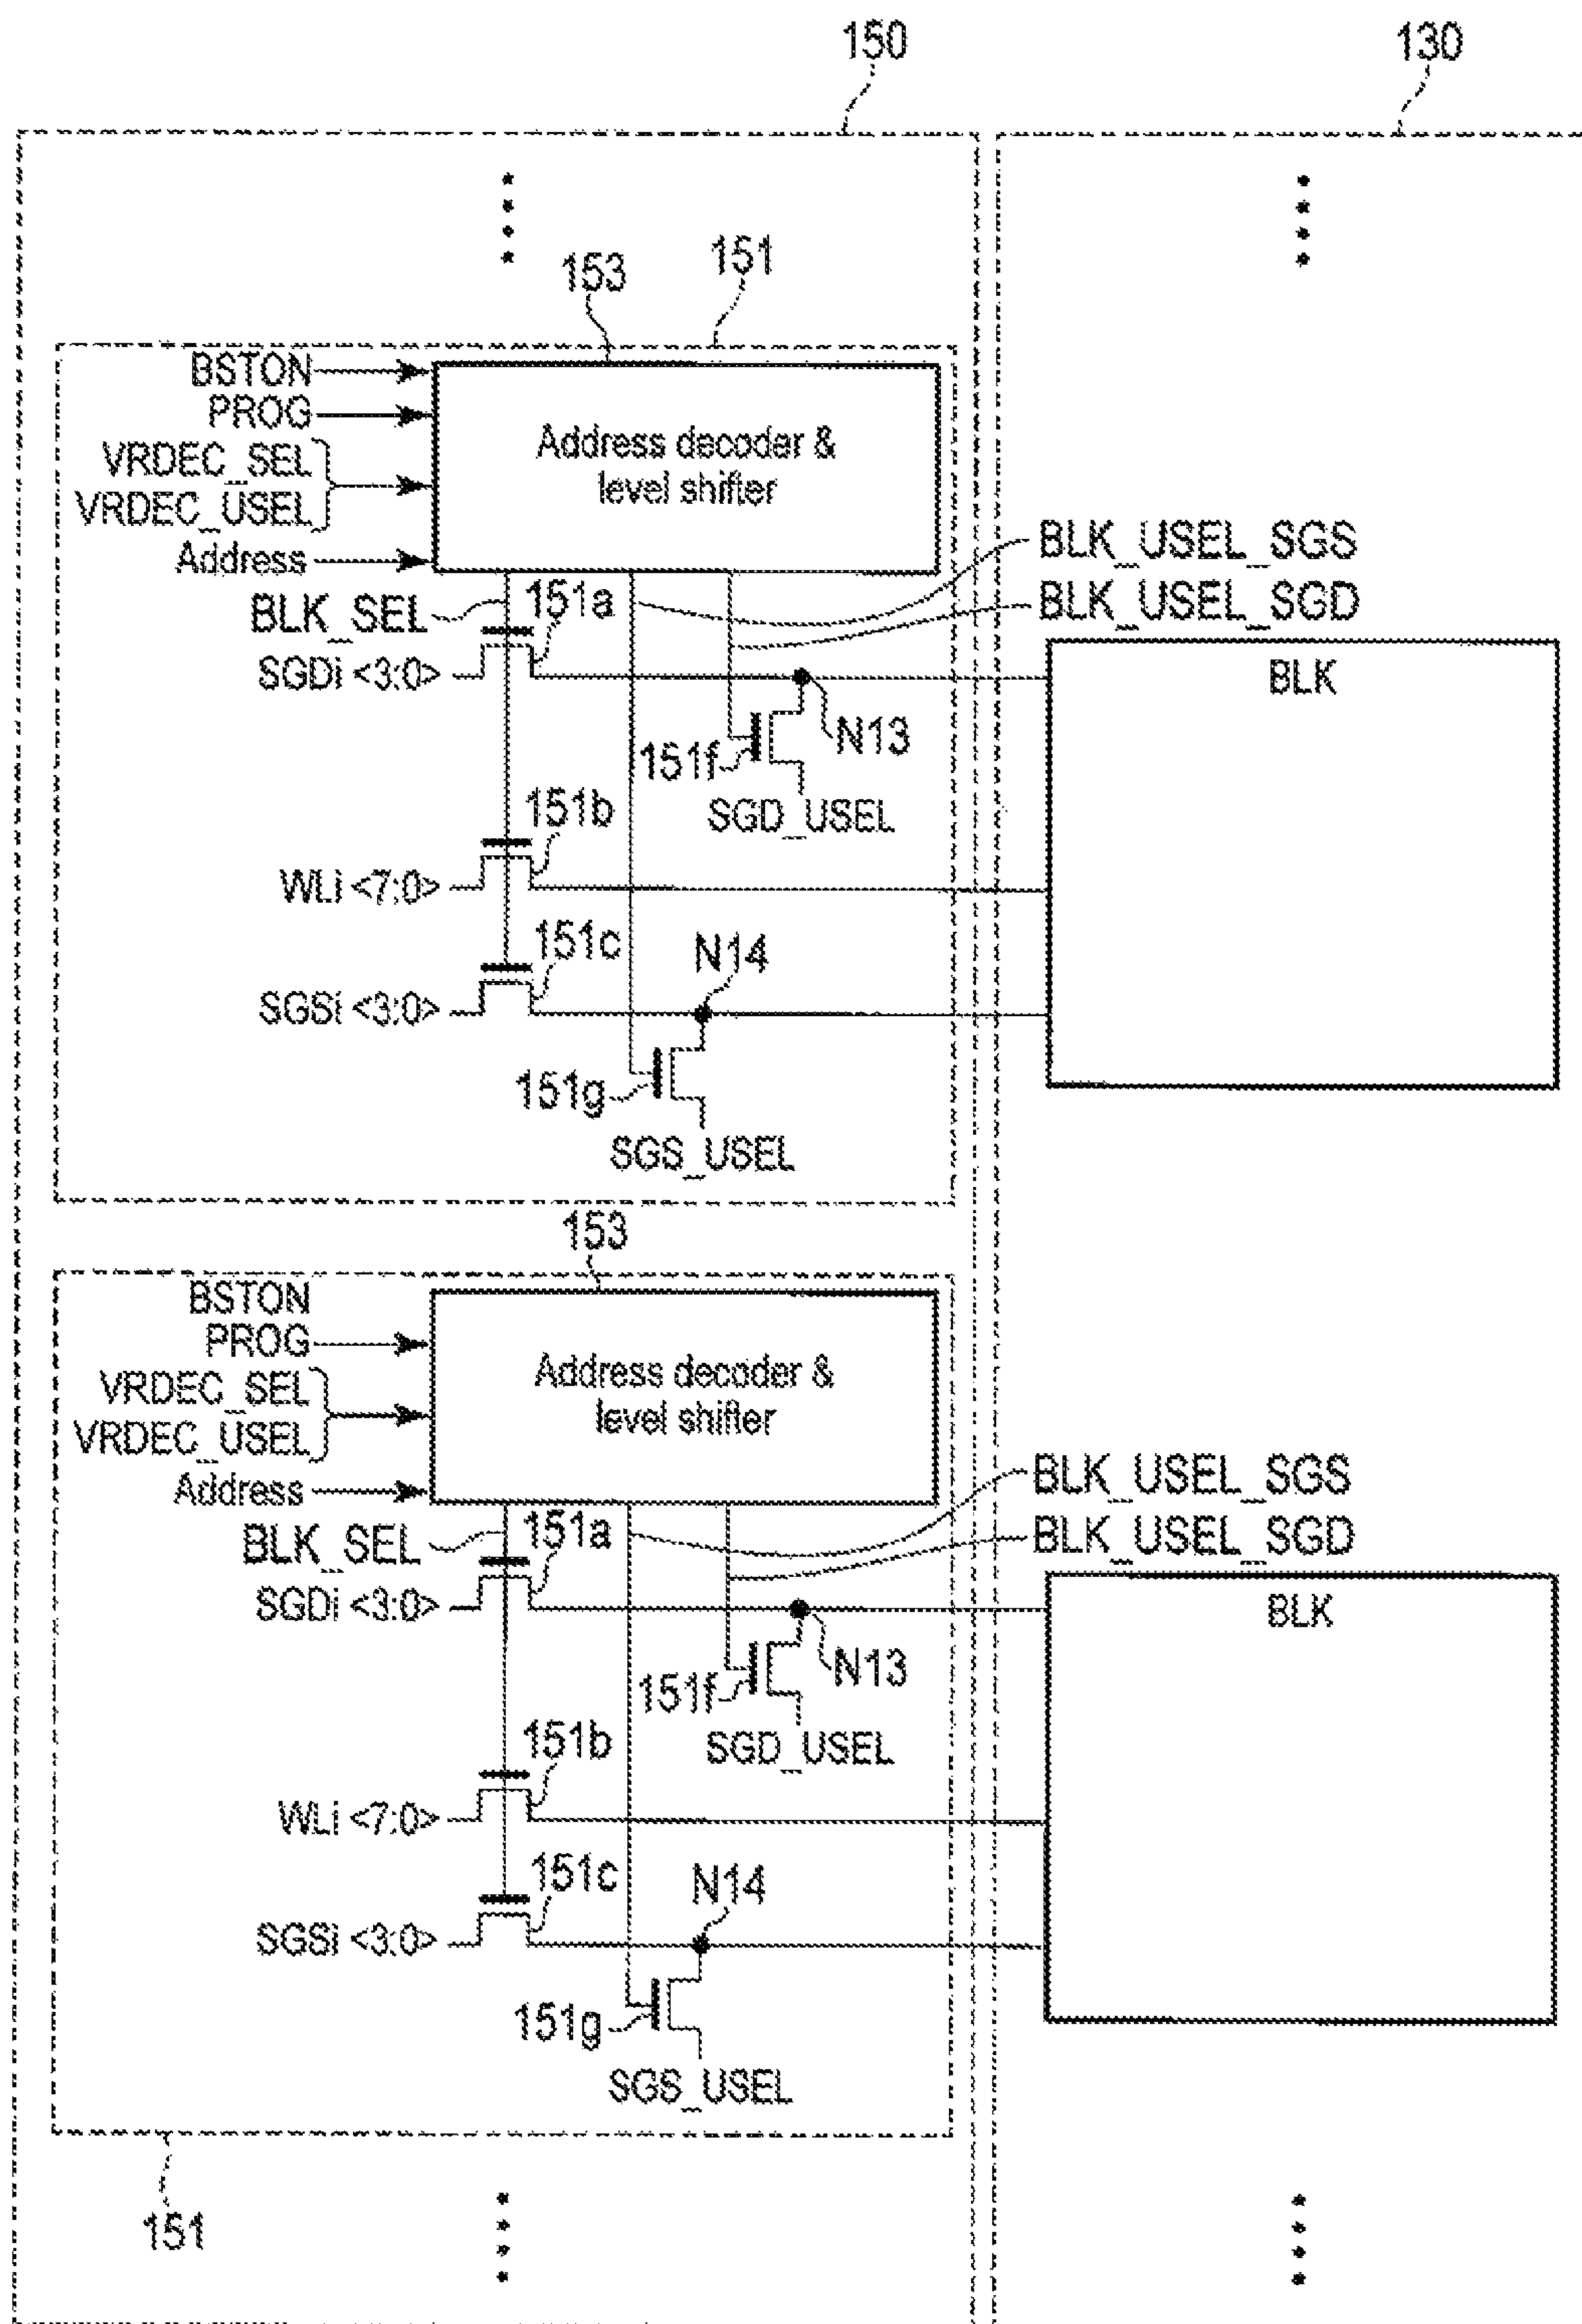 150
130
153
151
BSTON
PROG
VRDEC_SEL
VRDEC_USEL
Address
Address decoder &
level shifter
BLK_USEL_SGS
BLK_USEL_SGD
BLK_SEL
151a
SGDi <3:0>
BLK
151f
N13
SGD_USEL
151b
WLi <7:0>
151c
N14
SGSi <3:0>
151g
SGS_USEL
153
BSTON
PROG
VRDEC_SEL
VRDEC_USEL
Address
Address decoder &
level shifter
BLK_USEL_SGS
BLK_USEL_SGD
BLK_SEL
151a
SGDi <3:0>
BLK
151f
N13
SGD_USEL
151b
WLi <7:0>
151c
N14
SGSi <3:0>
151g
SGS_USEL
151